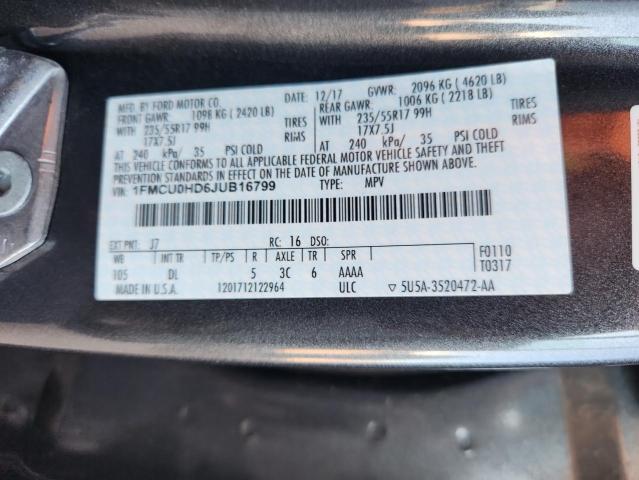 MFD. BY FORD MOTOR CO.
DATE: 12/17 GVWR: 2096 KG ( 4620 LB)
FRONT GAWR: 1098 KG ( 2420 LB) REAR GAWR: 1006 KG ( 2218 LB)
WITH 235/55R17 99H TIRES WITH 235/55R17 99H TIRES
17X7.5J RIMS 17X7.5J RIMS
AT 240 kPa/ 35 PSI COLD AT 240 kPa/ 35 PSI COLD
THIS VEHICLE CONFORMS TO ALL APPLICABLE FEDERAL MOTOR VEHICLE SAFETY AND THEFT
PREVENTION STANDARDS IN EFFECT ON THE DATE OF MANUFACTURE SHOWN ABOVE.
VIN: 1FMCU0HD6JUB16799 TYPE: MPV
EXT PNT: J7 RC: 16 DSO:
WB INT TR TP/PS R AXLE TR SPR F0110
105 DL 5 3C 6 AAAA T0317
MADE IN U.S.A. 1201712122964 ULC ▽ 5U5A-3520472-AA